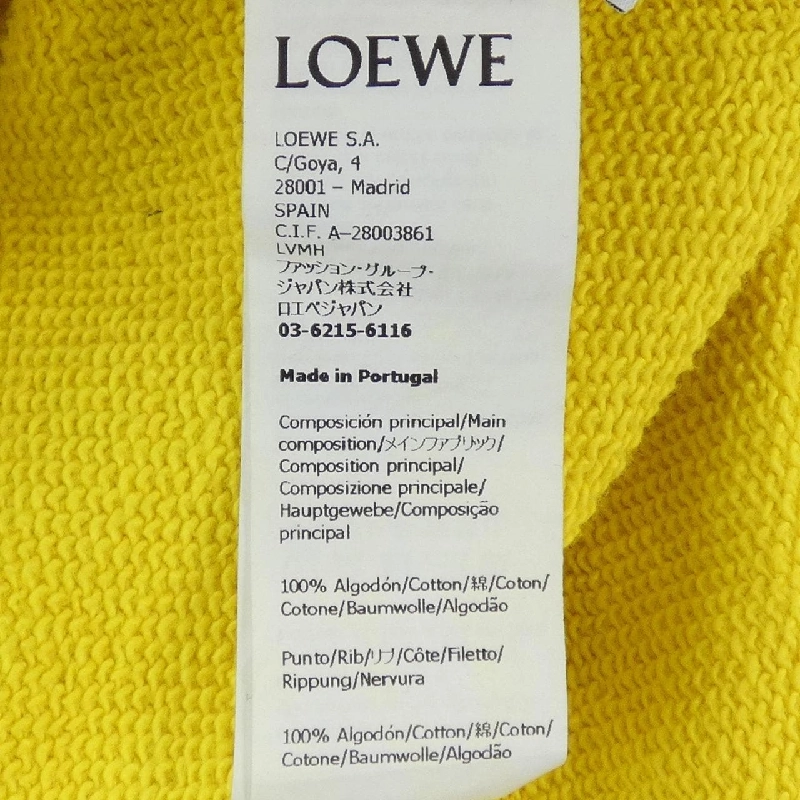 LOEWE
LOEWE S.A.
C/Goya, 4
28001 – Madrid
SPAIN
C.I.F. A–28003861
LVMH
ファッション・グループ・
ジャパン株式会社
ロエベジャパン
03-6215-6116
Made in Portugal
Composición principal/Main
composition/メインファブリック/
Composition principal/
Composizione principale/
Hauptgewebe/Composição
principal
100% Algodón/Cotton/綿/Coton/
Cotone/Baumwolle/Algodão
Punto/Rib/リブ/Côte/Filetto/
Rippung/Nervura
100% Algodón/Cotton/綿/Coton/
Cotone/Baumwolle/Algodão